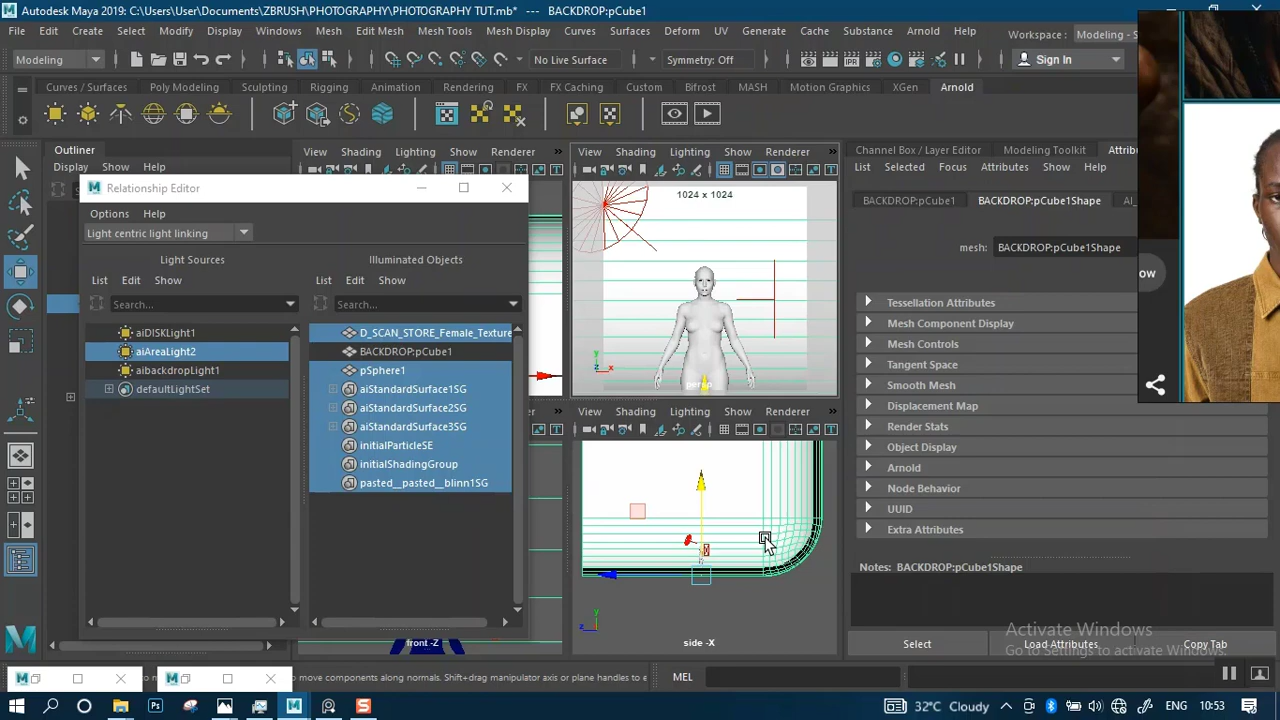 Autodesk Maya 2019: C:\Users\User\Documents\ZBRUSH\PHOTOGRAPHY\PHOTOGRAPHY TUT.mb* --- BACKDROP:pCube1
File Edit Create Select Modify Display Windows Mesh Edit Mesh Mesh Tools Mesh Display Curves Surfaces Deform UV Generate Cache Substance Arnold Workspace : Modeling - S
Modeling No Live Surface Symmetry: Off Sign In
Curves / Surfaces Poly Modeling Sculpting Rigging Animation Rendering FX FX Caching Custom Bifrost MASH Motion Graphics XGen Arnold
IPR
Outliner
Display Show Help
View Shading Lighting Show Renderer
View Shading Lighting Show Renderer
Channel Box / Layer Editor Modeling Toolkit Attrib
List Selected Focus Attributes Show Help
Relationship Editor
Options Help
Light centric light linking
Light Sources Illuminated Objects
List Edit Show List Edit Show
Search... Search...
aiDISKLight1
aiAreaLight2
aibackdropLight1
defaultLightSet
D_SCAN_STORE_Female_Texture
BACKDROP:pCube1
pSphere1
aiStandardSurface1SG
aiStandardSurface2SG
aiStandardSurface3SG
initialParticleSE
initialShadingGroup
pasted__pasted__blinn1SG
1024 x 1024
y
z x
persp
View Shading Lighting Show Renderer
y
z
side -X
front -Z
BACKDROP:pCube1 BACKDROP:pCube1Shape AI_
mesh: BACKDROP:pCube1Shape
ow
Tessellation Attributes
Mesh Component Display
Mesh Controls
Tangent Space
Smooth Mesh
Displacement Map
Render Stats
Object Display
Arnold
Node Behavior
UUID
Extra Attributes
Notes: BACKDROP:pCube1Shape
Activate Windows
Go to Settings to activate Windows.
Select Load Attributes Copy Tab
to move components along normals. Shift+drag manipulator axis or plane handles to e
MEL
32°C Cloudy ENG 10:53